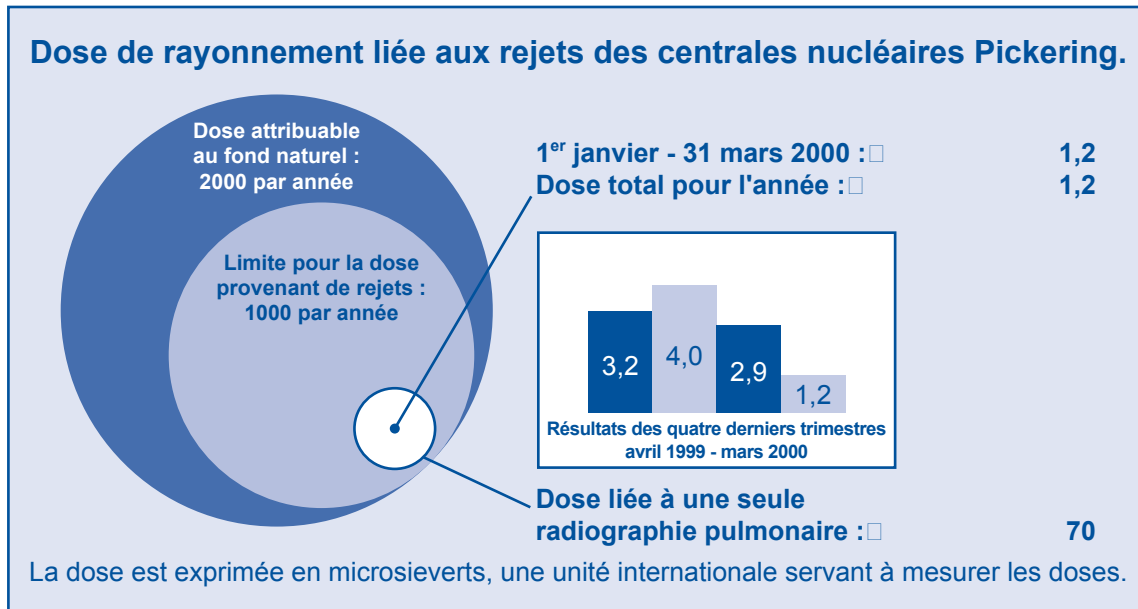 Dose de rayonnement liée aux rejets des centrales nucléaires Pickering.
Dose attribuable
au fond naturel :
2000 par année
Limite pour la dose
provenant de rejets :
1000 par année
1er janvier - 31 mars 2000 :□ 1,2
Dose total pour l'année :□ 1,2
3,2 4,0 2,9 1,2
Résultats des quatre derniers trimestres
avril 1999 - mars 2000
Dose liée à une seule
radiographie pulmonaire :□ 70
La dose est exprimée en microsieverts, une unité internationale servant à mesurer les doses.